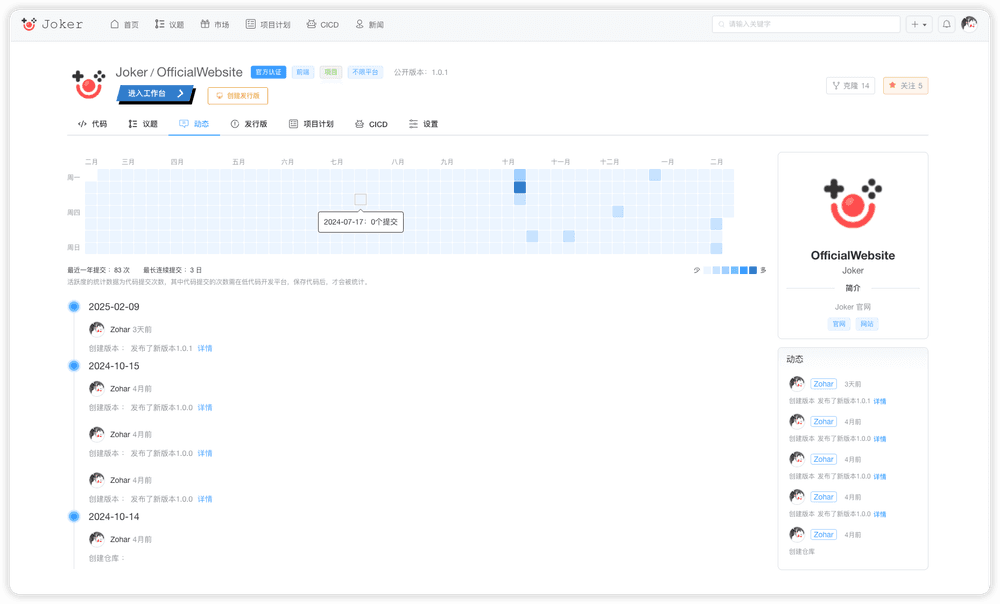 Joker 首页 议题 市场 项目计划 CICD 新闻 请输入关键字
Joker / OfficialWebsite 官方认证 前端 项目 不限平台 公开版本：1.0.1
进入工作台 创建发行版 克隆 14 关注 5
代码 议题 动态 发行版 项目计划 CICD 设置
二月 三月 四月 五月 六月 七月 八月 九月 十月 十一月 十二月 一月 二月
周一
周四
周日
2024-07-17：0个提交
最近一年提交：83 次 最长连续提交：3 日 少 多
活跃度的统计数据为代码提交次数，其中代码提交的次数需在低代码开发平台，保存代码后，才会被统计。
2025-02-09
Zohar 3天前
创建版本： 发布了新版本1.0.1 详情
2024-10-15
Zohar 4月前
创建版本： 发布了新版本1.0.0 详情
Zohar 4月前
创建版本： 发布了新版本1.0.0 详情
Zohar 4月前
创建版本： 发布了新版本1.0.0 详情
2024-10-14
Zohar 4月前
创建仓库：
OfficialWebsite
Joker
简介
Joker 官网
官网 网站
动态
Zohar 3天前
创建版本 发布了新版本1.0.1 详情
Zohar 4月前
创建版本 发布了新版本1.0.0 详情
Zohar 4月前
创建版本 发布了新版本1.0.0 详情
Zohar 4月前
创建版本 发布了新版本1.0.0 详情
Zohar 4月前
创建仓库